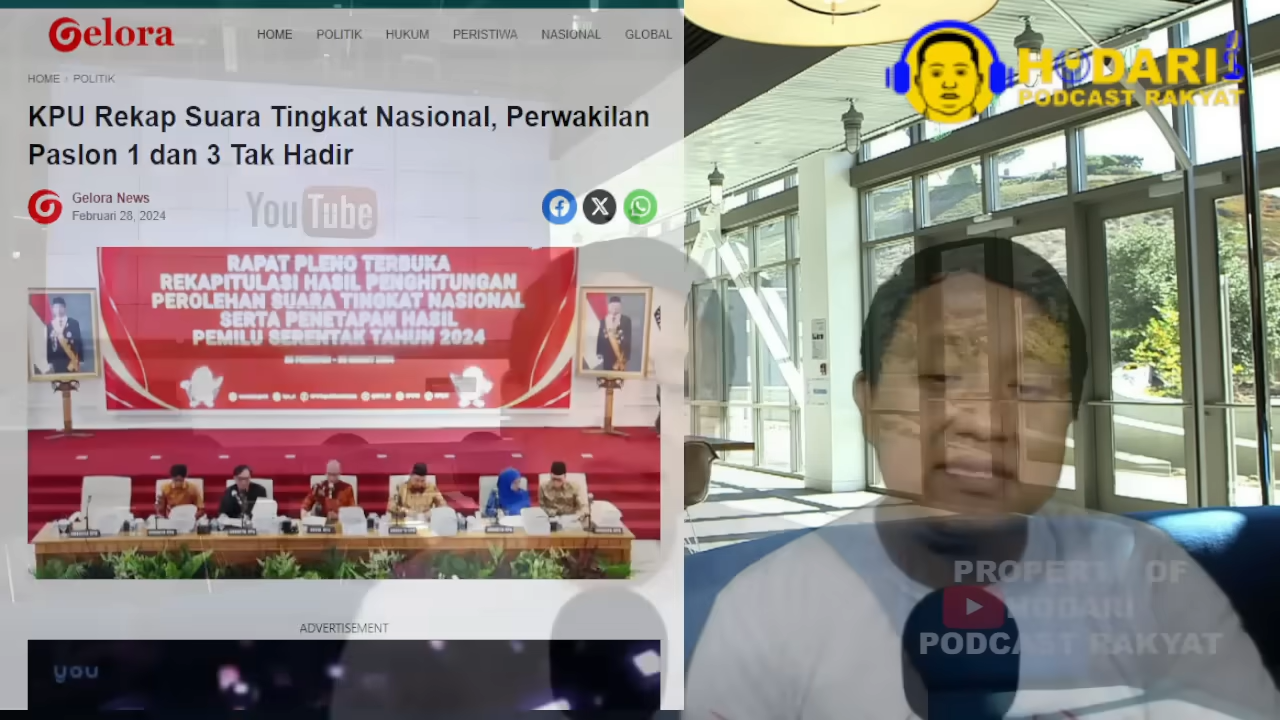 Gelora
HOME POLITIK HUKUM PERISTIWA NASIONAL GLOBAL
HOME › POLITIK
KPU Rekap Suara Tingkat Nasional, Perwakilan
Paslon 1 dan 3 Tak Hadir
Gelora News
Februari 28, 2024
YouTube
RAPAT PLENO TERBUKA
REKAPITULASI HASIL PENGHITUNGAN
PEROLEHAN SUARA TINGKAT NASIONAL
SERTA PENETAPAN HASIL
PEMILU SERENTAK TAHUN 2024
ADVERTISEMENT
you
HODARI
PODCAST RAKYAT
PROPERTY OF
HODARI
PODCAST RAKYAT